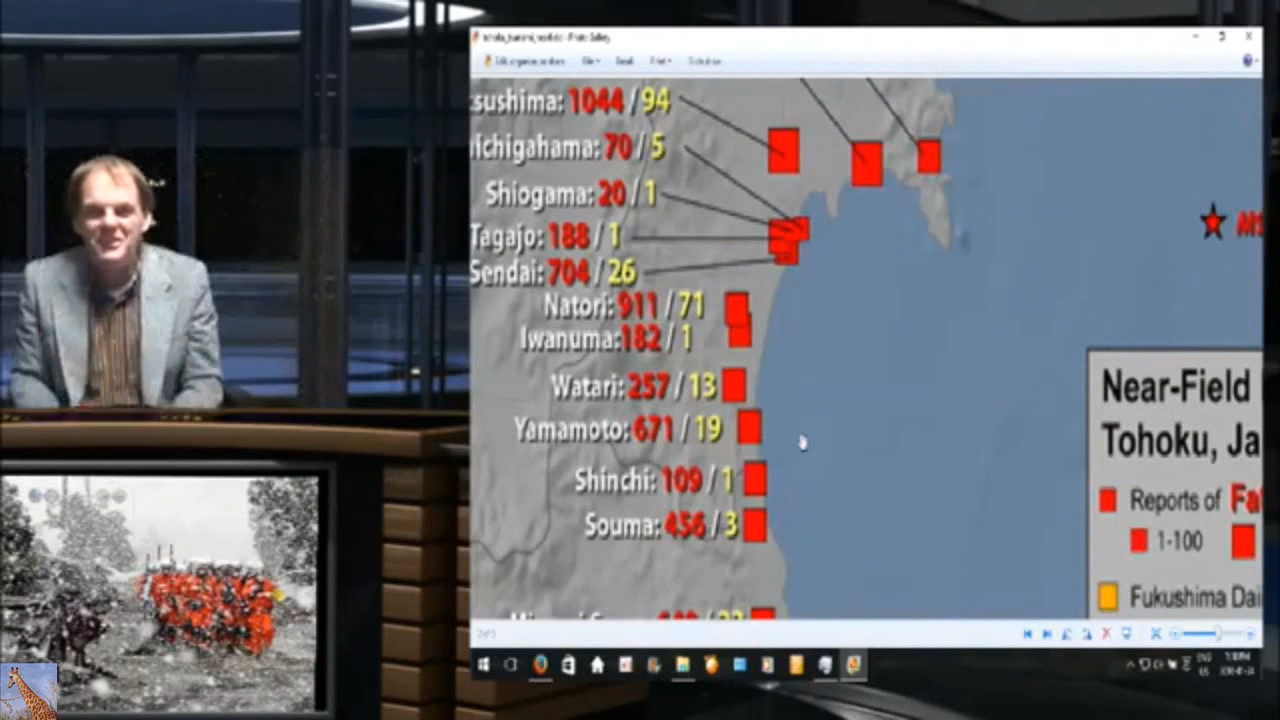 sushima: 1044 / 94
ichigahama: 70 / 5
Shiogama: 20 / 1
Tagajo: 188 / 1
Sendai: 704 / 26
Natori: 911 / 71
Iwanuma: 182 / 1
Watari: 257 / 13
Yamamoto: 671 / 19
Shinchi: 109 / 1
Souma: 456 / 3
Near-Field
Tohoku, Ja
Reports of Fa
1-100
Fukushima Dai